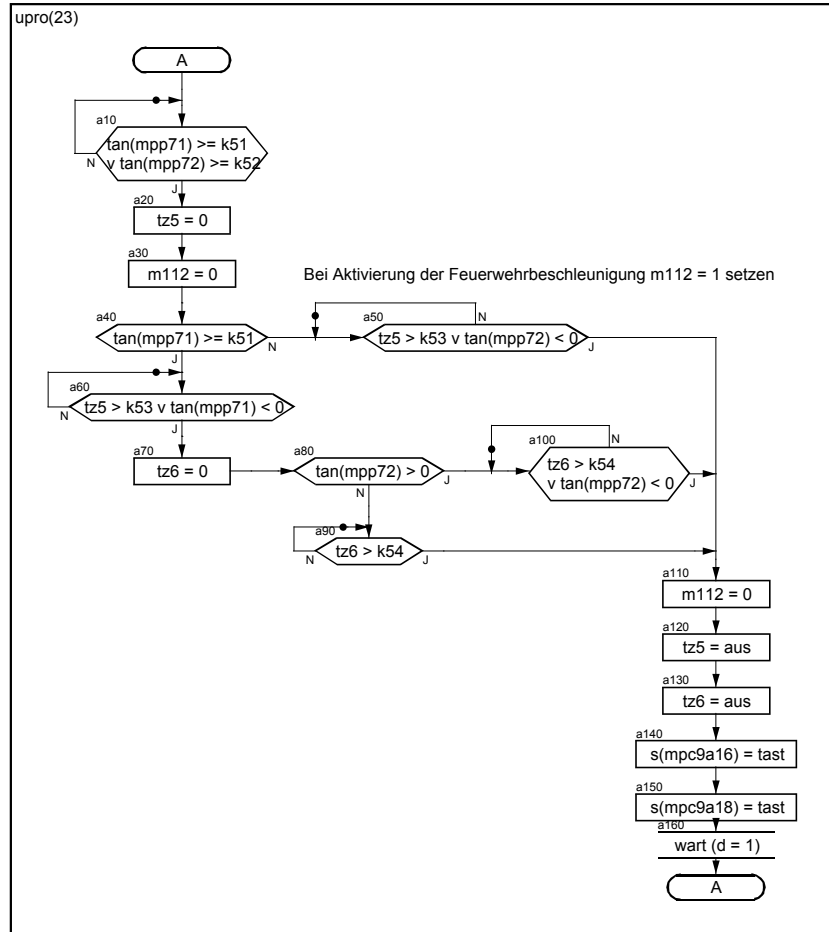 upro(23)
A
a10
tan(mpp71) >= k51
v tan(mpp72) >= k52
N
J
a20
tz5 = 0
a30
m112 = 0
Bei Aktivierung der Feuerwehrbeschleunigung m112 = 1 setzen
a40
tan(mpp71) >= k51
N
J
a50
N
tz5 > k53 v tan(mpp72) < 0
J
a60
tz5 > k53 v tan(mpp71) < 0
N
J
a70
tz6 = 0
a80
tan(mpp72) > 0
J
N
a100
N
tz6 > k54
v tan(mpp72) < 0
J
a90
tz6 > k54
N
J
a110
m112 = 0
a120
tz5 = aus
a130
tz6 = aus
a140
s(mpc9a16) = tast
a150
s(mpc9a18) = tast
a160
wart (d = 1)
A